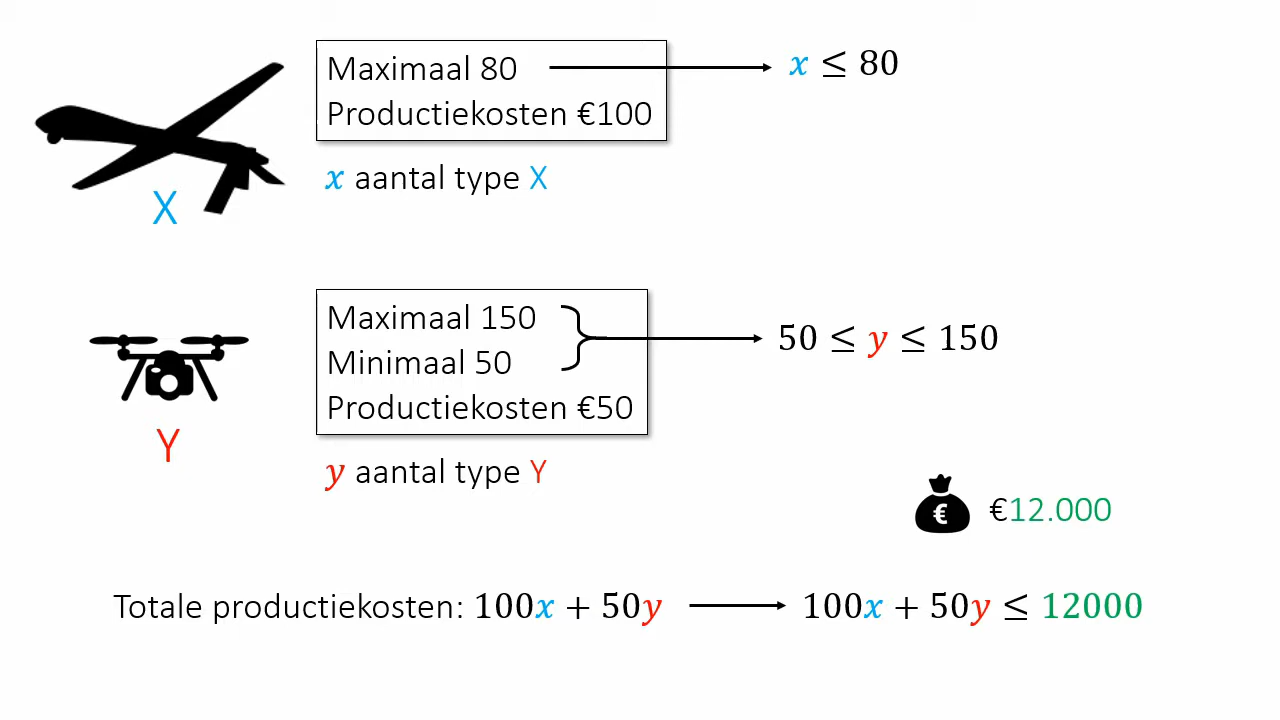 Maximaal 80
Productiekosten €100
x ≤ 80
x aantal type X
X
Maximaal 150
Minimaal 50
Productiekosten €50
50 ≤ y ≤ 150
Y
y aantal type Y
€
€12.000
Totale productiekosten: 100x + 50y
100x + 50y ≤ 12000